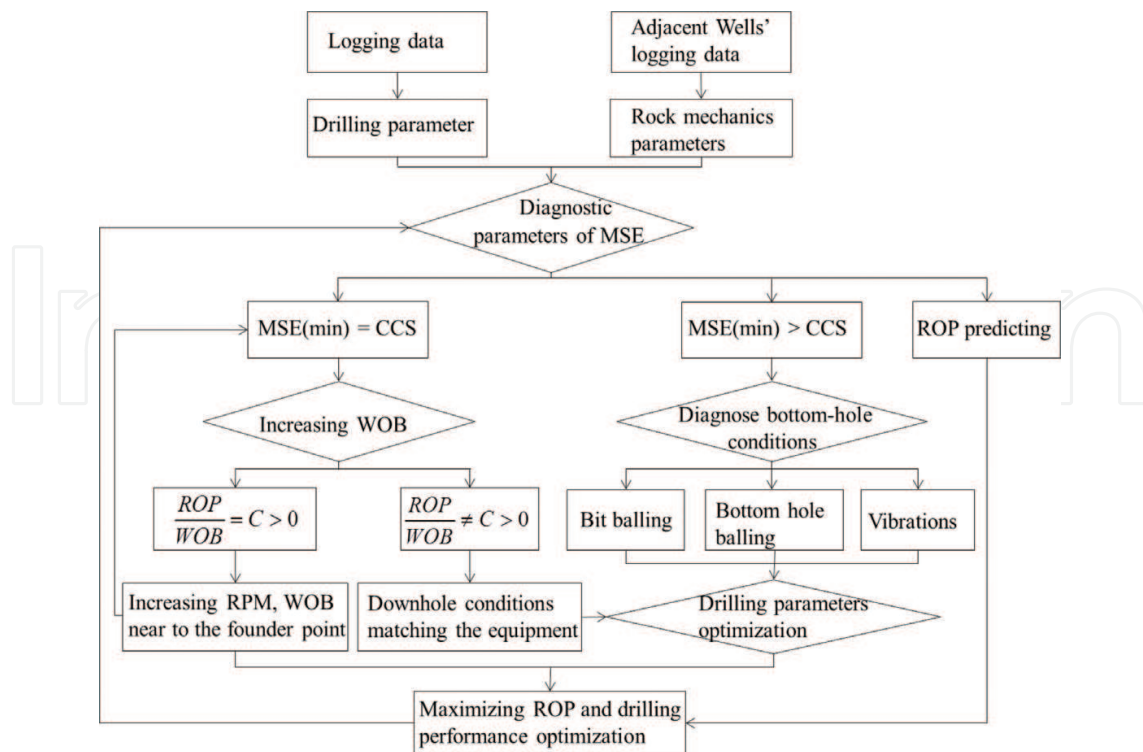 Logging data
Adjacent Wells'
logging data
Drilling parameter
Rock mechanics
parameters
Diagnostic
parameters of MSE
MSE(min) = CCS
MSE(min) > CCS
ROP predicting
Increasing WOB
Diagnose bottom-hole
conditions
ROP
WOB
= C > 0
ROP
WOB
≠ C > 0
Bit balling
Bottom hole
balling
Vibrations
Increasing RPM, WOB
near to the founder point
Downhole conditions
matching the equipment
Drilling parameters
optimization
Maximizing ROP and drilling
performance optimization